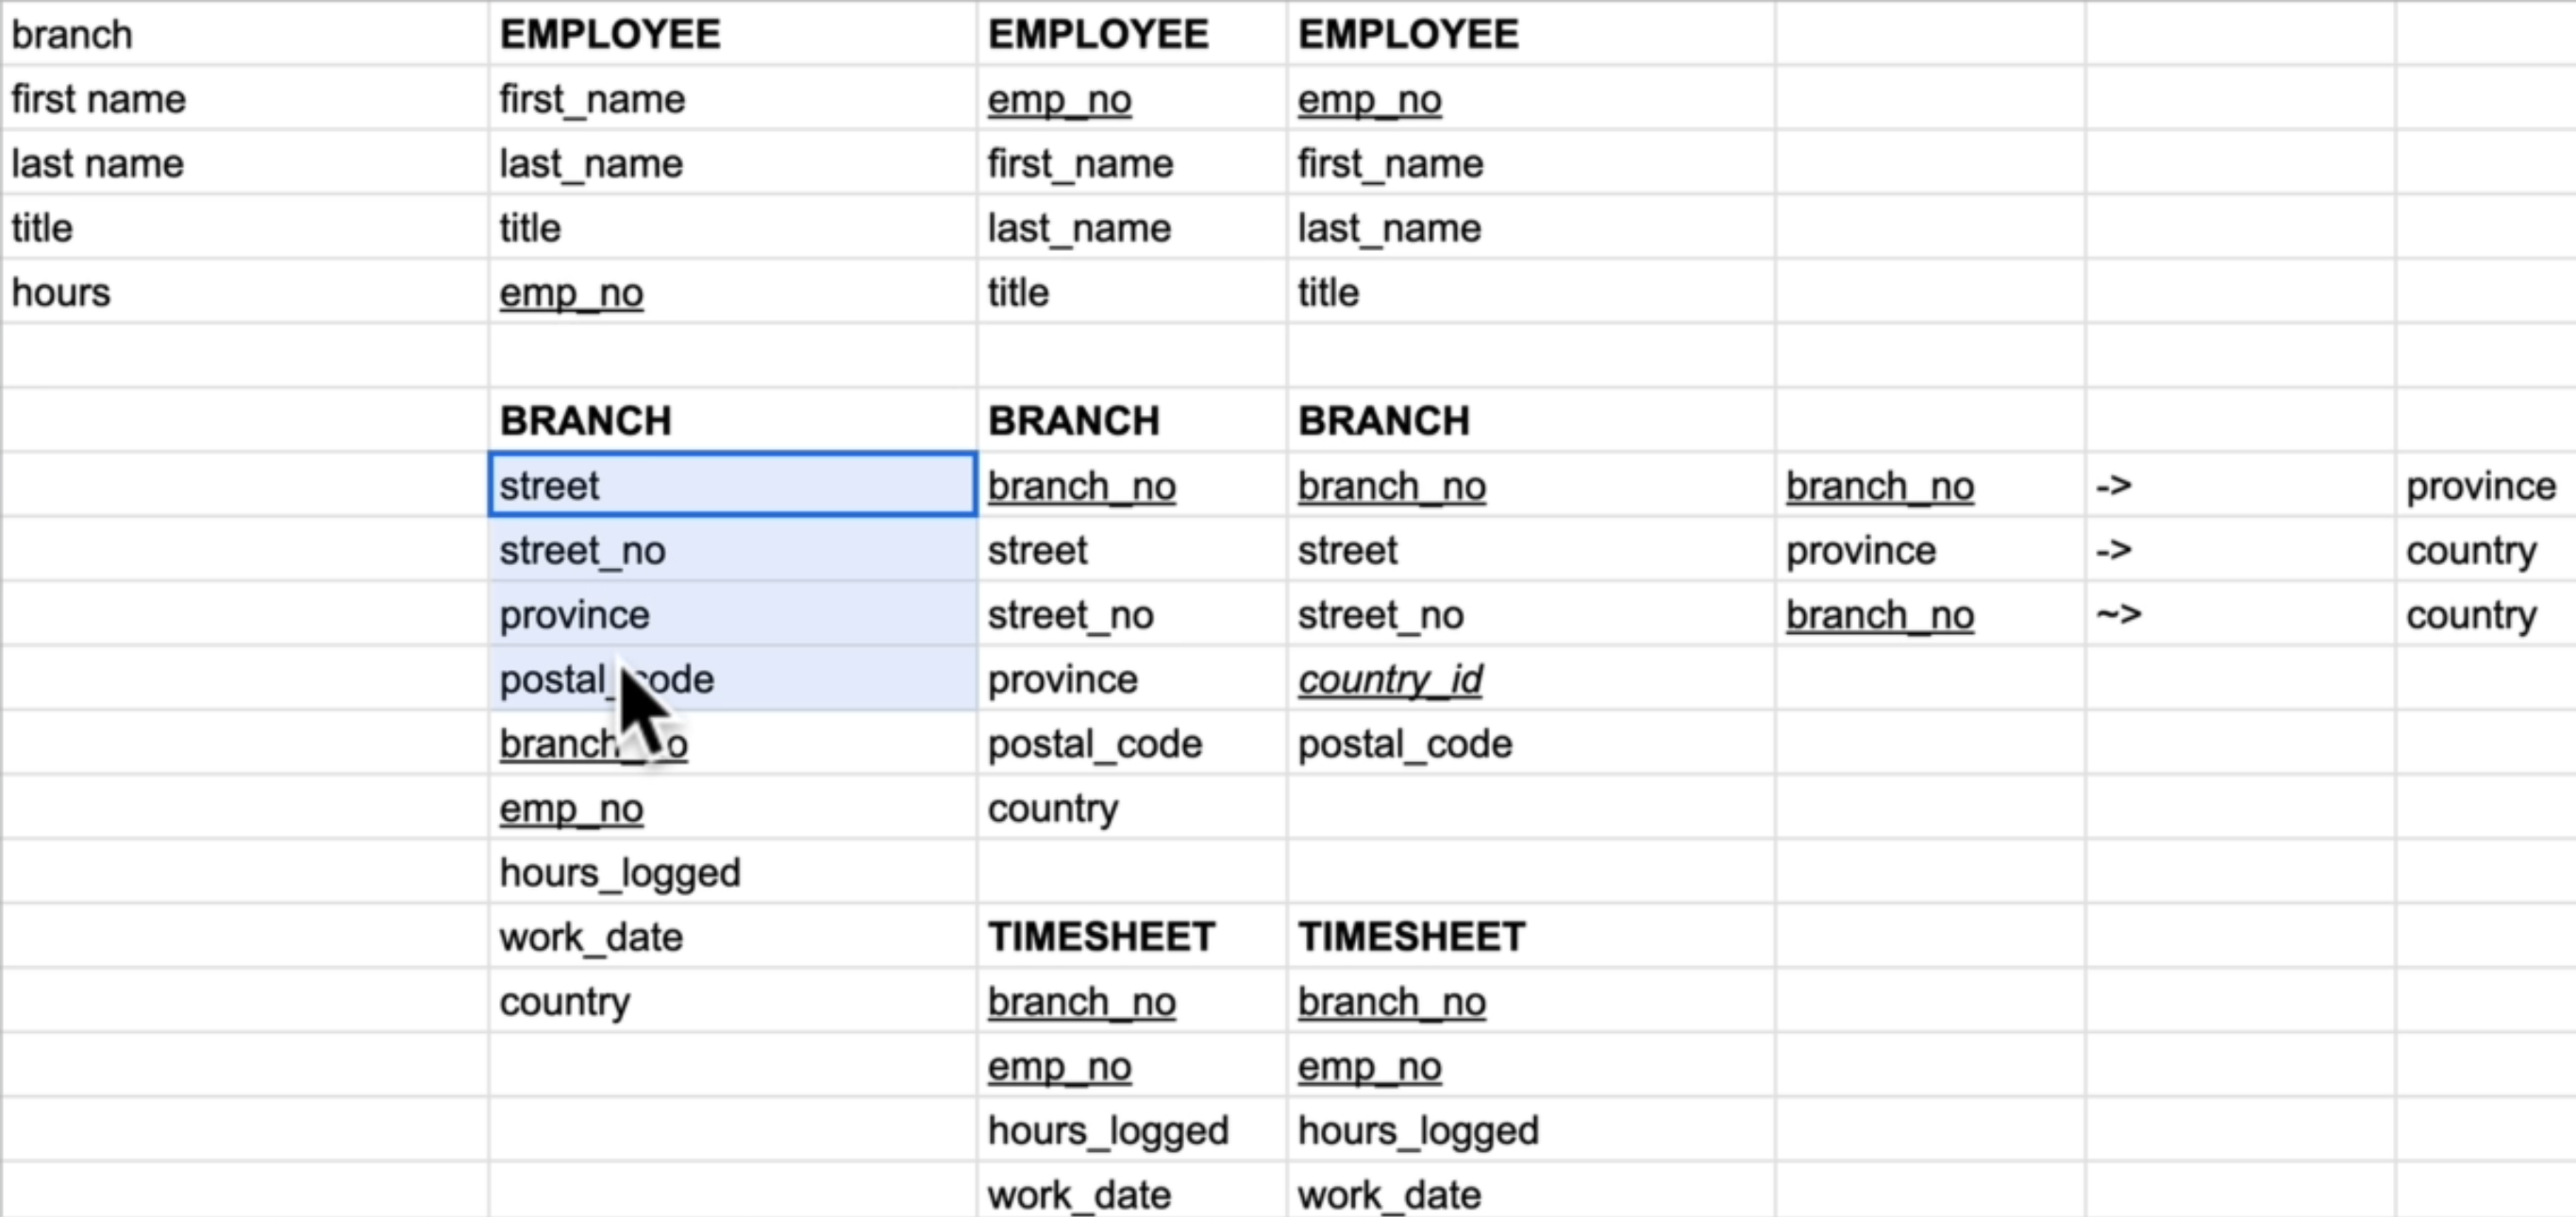 branch EMPLOYEE EMPLOYEE EMPLOYEE
first name first_name emp_no emp_no
last name last_name first_name first_name
title title last_name last_name
hours emp_no title title
BRANCH BRANCH BRANCH
street branch_no branch_no branch_no -> province
street_no street street province -> country
province street_no street_no branch_no ~> country
postal_code province country_id
branch_no postal_code postal_code
emp_no country
hours_logged
work_date TIMESHEET TIMESHEET
country branch_no branch_no
emp_no emp_no
hours_logged hours_logged
work_date work_date